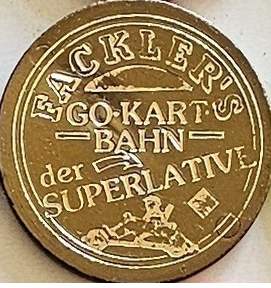 FACKLER'S
GO-KART-
BAHN
der
SUPERLATIVE